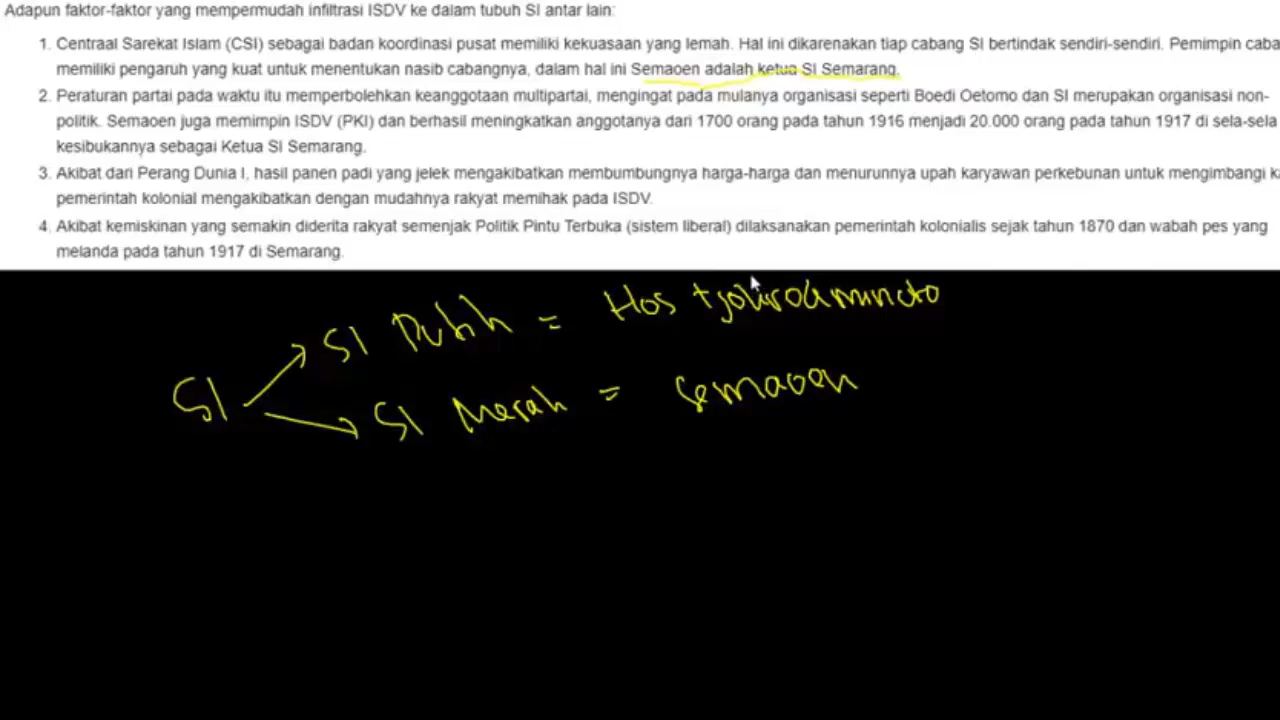 Adapun faktor-faktor yang mempermudah infiltrasi ISDV ke dalam tubuh SI antar lain:
1. Centraal Sarekat Islam (CSI) sebagai badan koordinasi pusat memiliki kekuasaan yang lemah. Hal ini dikarenakan tiap cabang SI bertindak sendiri-sendiri. Pemimpin caba
memiliki pengaruh yang kuat untuk menentukan nasib cabangnya, dalam hal ini Semaoen adalah ketua SI Semarang.
2. Peraturan partai pada waktu itu memperbolehkan keanggotaan multipartai, mengingat pada mulanya organisasi seperti Boedi Oetomo dan SI merupakan organisasi non-
politik. Semaoen juga memimpin ISDV (PKI) dan berhasil meningkatkan anggotanya dari 1700 orang pada tahun 1916 menjadi 20.000 orang pada tahun 1917 di sela-sela
kesibukannya sebagai Ketua SI Semarang.
3. Akibat dari Perang Dunia I, hasil panen padi yang jelek mengakibatkan membumbungnya harga-harga dan menurunnya upah karyawan perkebunan untuk mengimbangi k
pemerintah kolonial mengakibatkan dengan mudahnya rakyat memihak pada ISDV.
4. Akibat kemiskinan yang semakin diderita rakyat semenjak Politik Pintu Terbuka (sistem liberal) dilaksanakan pemerintah kolonialis sejak tahun 1870 dan wabah pes yang
melanda pada tahun 1917 di Semarang.
SI Putih = Hos
SI
SI Merah = Semaoen